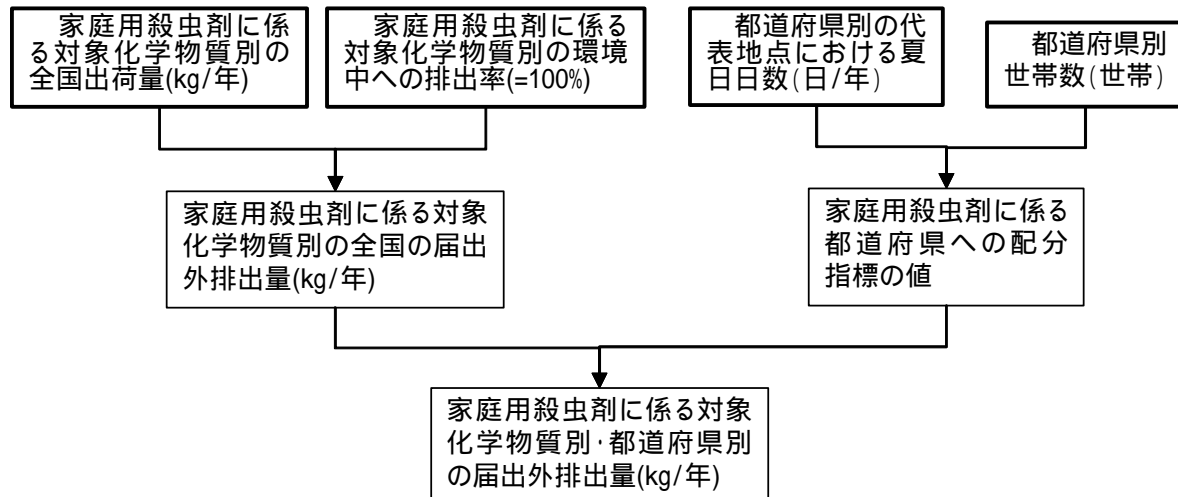 家庭用殺虫剤に係
る対象化学物質別の
全国出荷量(kg/年)
家庭用殺虫剤に係る
対象化学物質別の環境
中への排出率(=100%)
都道府県別の代
表地点における夏
日日数(日/年)
都道府県別
世帯数(世帯)
家庭用殺虫剤に係る対象
化学物質別の全国の届出
外排出量(kg/年)
家庭用殺虫剤に係る
都道府県への配分
指標の値
家庭用殺虫剤に係る対象
化学物質別・都道府県別
の届出外排出量(kg/年)